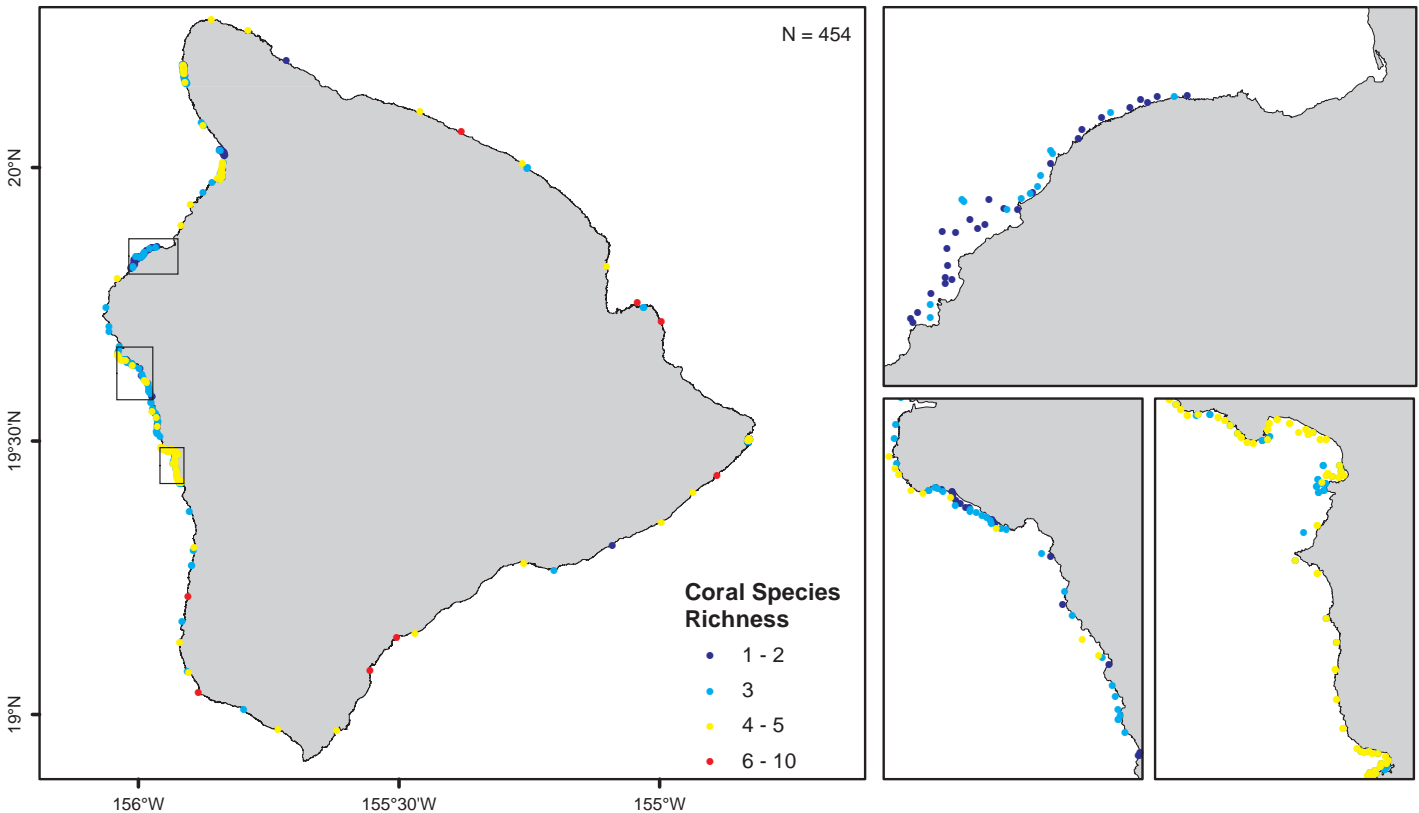 N = 454
20°N
19°30'N
19°N
Coral Species
Richness
1 - 2
3
4 - 5
6 - 10
156°W
155°30'W
155°W